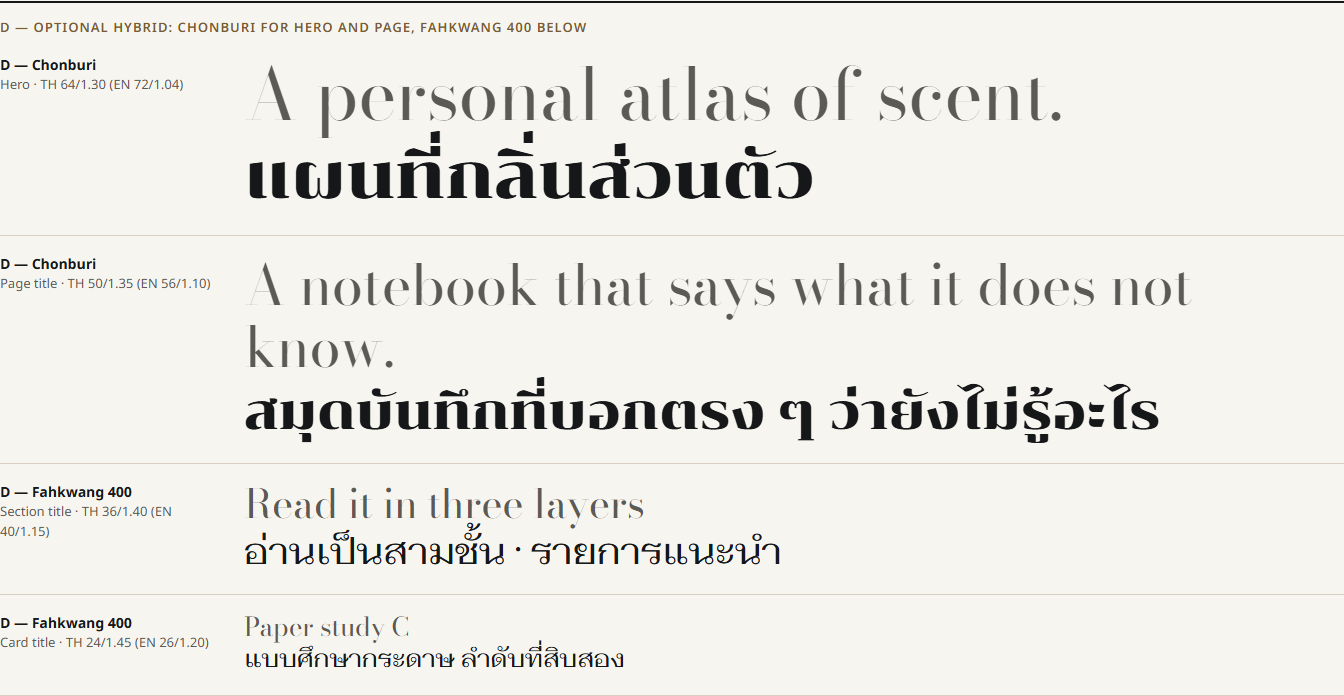 D — OPTIONAL HYBRID: CHONBURI FOR HERO AND PAGE, FAHKWANG 400 BELOW
D — Chonburi
Hero · TH 64/1.30 (EN 72/1.04)
A personal atlas of scent.
แผนที่กลิ่นส่วนตัว
D — Chonburi
Page title · TH 50/1.35 (EN 56/1.10)
A notebook that says what it does not
know.
สมุดบันทึกที่บอกตรง ๆ ว่ายังไม่รู้อะไร
D — Fahkwang 400
Section title · TH 36/1.40 (EN
40/1.15)
Read it in three layers
อ่านเป็นสามชั้น · รายการแนะนำ
D — Fahkwang 400
Card title · TH 24/1.45 (EN 26/1.20)
Paper study C
แบบศึกษากระดาษ ลำดับที่สิบสอง